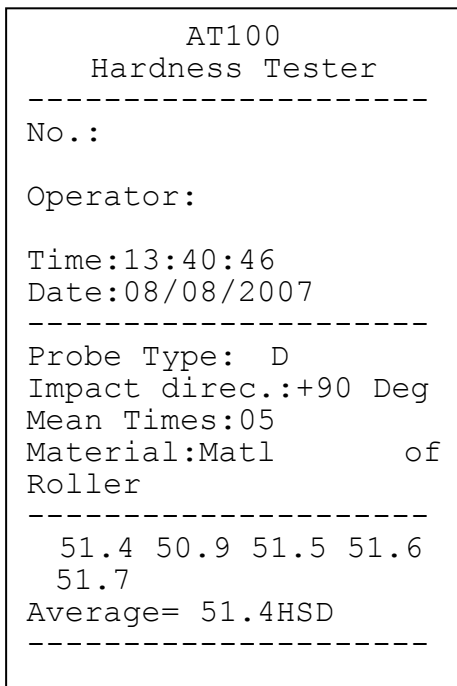 AT100
Hardness Tester
---------------------
No.:
Operator:
Time:13:40:46
Date:08/08/2007
---------------------
Probe Type: D
Impact direc.:+90 Deg
Mean Times:05
Material:Matl of
Roller
---------------------
51.4 50.9 51.5 51.6
51.7
Average= 51.4HSD
---------------------